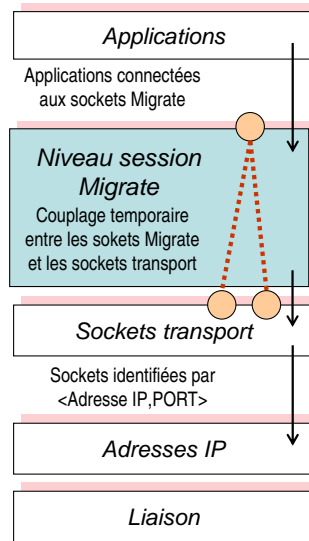 Applications
Applications connectées
aux sockets Migrate
Niveau session
Migrate
Couplage temporaire
entre les sokets Migrate
et les sockets transport
Sockets transport
Sockets identifiées par
<Adresse IP,PORT>
Adresses IP
Liaison